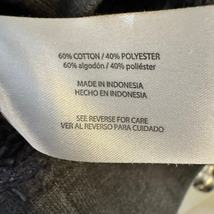 60% COTTON / 40% POLYESTER
60% algodón / 40% poliéster
MADE IN INDONESIA
HECHO EN INDONESIA
SEE REVERSE FOR CARE
VER AL REVERSO PARA CUIDADO